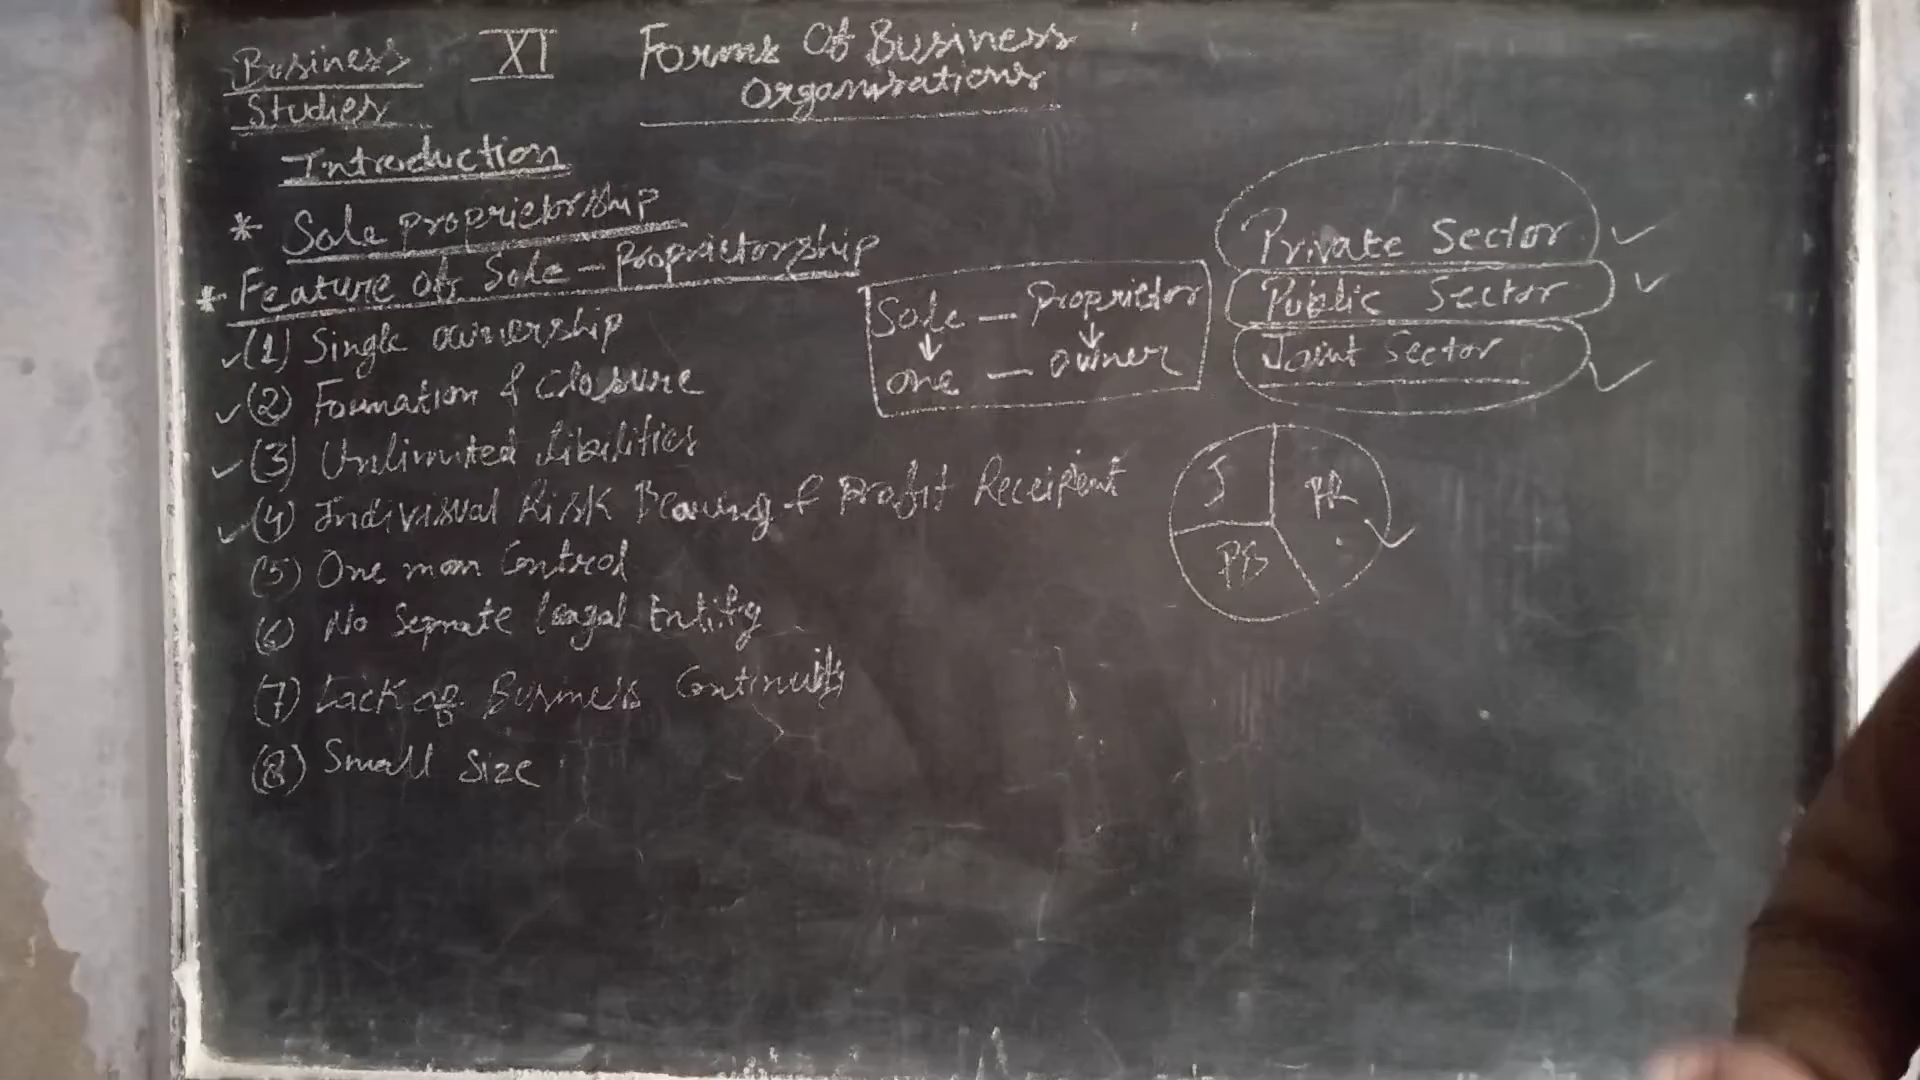 Business Studies
XI
Forms Of Business
Organisations
Introduction
* Sole proprietorship
* Feature of Sole - Proprietorship
(1) Single ownership
(2) Formation & Closure
(3) Unlimited Libilities
(4) Indivisual Risk Bearing & Profit Receipient
(5) One man Control
(6) No Seprate leagal Entity
(7) Lack of Business Continuity
(8) Small Size
Sole - Proprietor
one - owner
Private Sector
Public Sector
Joint Sector
J
PR
PB